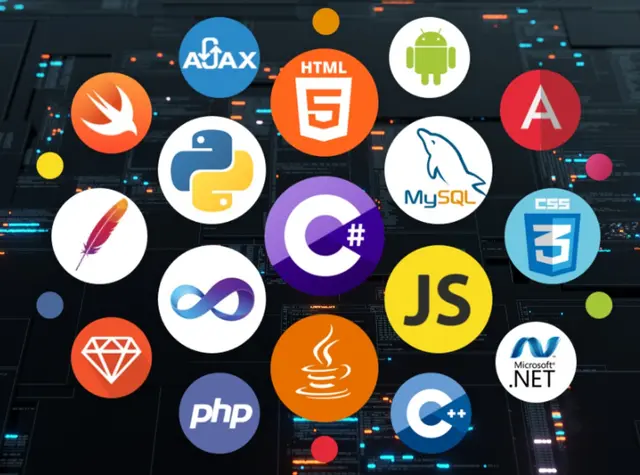 AJAX
HTML
5
A
MySQL
CSS
3
C#
JS
Microsoft®
.NET
php
C++